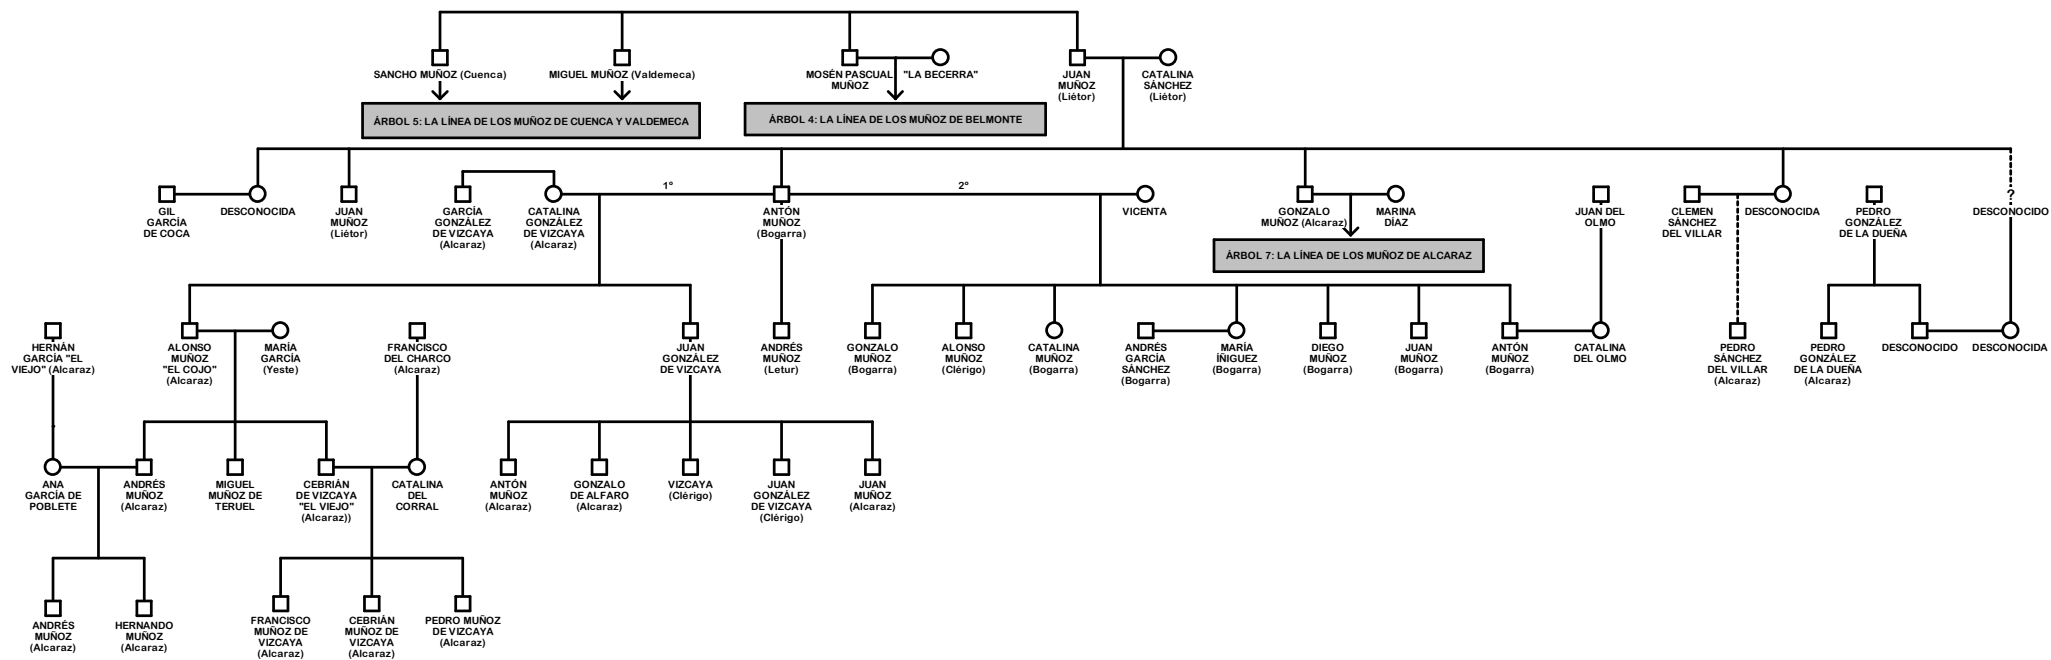 SANCHO MUÑOZ (Cuenca)
MIGUEL MUÑOZ (Valdemeca)
MOSÉN PASCUAL
MUÑOZ
"LA BECERRA"
JUAN
MUÑOZ
(Liétor)
CATALINA
SÁNCHEZ
(Liétor)
ÁRBOL 5: LA LÍNEA DE LOS MUÑOZ DE CUENCA Y VALDEMECA
ÁRBOL 4: LA LÍNEA DE LOS MUÑOZ DE BELMONTE
1º
2º
?
GIL
GARCÍA
DE COCA
DESCONOCIDA
JUAN
MUÑOZ
(Liétor)
GARCÍA
GONZÁLEZ
DE VIZCAYA
(Alcaraz)
CATALINA
GONZÁLEZ
DE VIZCAYA
(Alcaraz)
ANTÓN
MUÑOZ
(Bogarra)
VICENTA
GONZALO
MUÑOZ (Alcaraz)
MARINA
DÍAZ
JUAN DEL
OLMO
CLEMEN
SÁNCHEZ
DEL VILLAR
DESCONOCIDA
PEDRO
GONZÁLEZ
DE LA DUEÑA
DESCONOCIDO
ÁRBOL 7: LA LÍNEA DE LOS MUÑOZ DE ALCARAZ
HERNÁN
GARCÍA "EL
VIEJO" (Alcaraz)
ALONSO
MUÑOZ
"EL COJO"
(Alcaraz)
MARÍA
GARCÍA
(Yeste)
FRANCISCO
DEL CHARCO
(Alcaraz)
JUAN
GONZÁLEZ
DE VIZCAYA
ANDRÉS
MUÑOZ
(Letur)
GONZALO
MUÑOZ
(Bogarra)
ALONSO
MUÑOZ
(Clérigo)
CATALINA
MUÑOZ
(Bogarra)
ANDRÉS
GARCÍA
SÁNCHEZ
(Bogarra)
MARÍA
ÍÑIGUEZ
(Bogarra)
DIEGO
MUÑOZ
(Bogarra)
JUAN
MUÑOZ
(Bogarra)
ANTÓN
MUÑOZ
(Bogarra)
CATALINA
DEL OLMO
PEDRO
SÁNCHEZ
DEL VILLAR
(Alcaraz)
PEDRO
GONZÁLEZ
DE LA DUEÑA
(Alcaraz)
DESCONOCIDO
DESCONOCIDA
ANA
GARCÍA DE
POBLETE
ANDRÉS
MUÑOZ
(Alcaraz)
MIGUEL
MUÑOZ DE
TERUEL
CEBRIÁN
DE VIZCAYA
"EL VIEJO"
(Alcaraz))
CATALINA
DEL
CORRAL
ANTÓN
MUÑOZ
(Alcaraz)
GONZALO
DE ALFARO
(Alcaraz)
VIZCAYA
(Clérigo)
JUAN
GONZÁLEZ
DE VIZCAYA
(Clérigo)
JUAN
MUÑOZ
(Alcaraz)
ANDRÉS
MUÑOZ
(Alcaraz)
HERNANDO
MUÑOZ
(Alcaraz)
FRANCISCO
MUÑOZ DE
VIZCAYA
(Alcaraz)
CEBRIÁN
MUÑOZ DE
VIZCAYA
(Alcaraz)
PEDRO MUÑOZ
DE VIZCAYA
(Alcaraz)